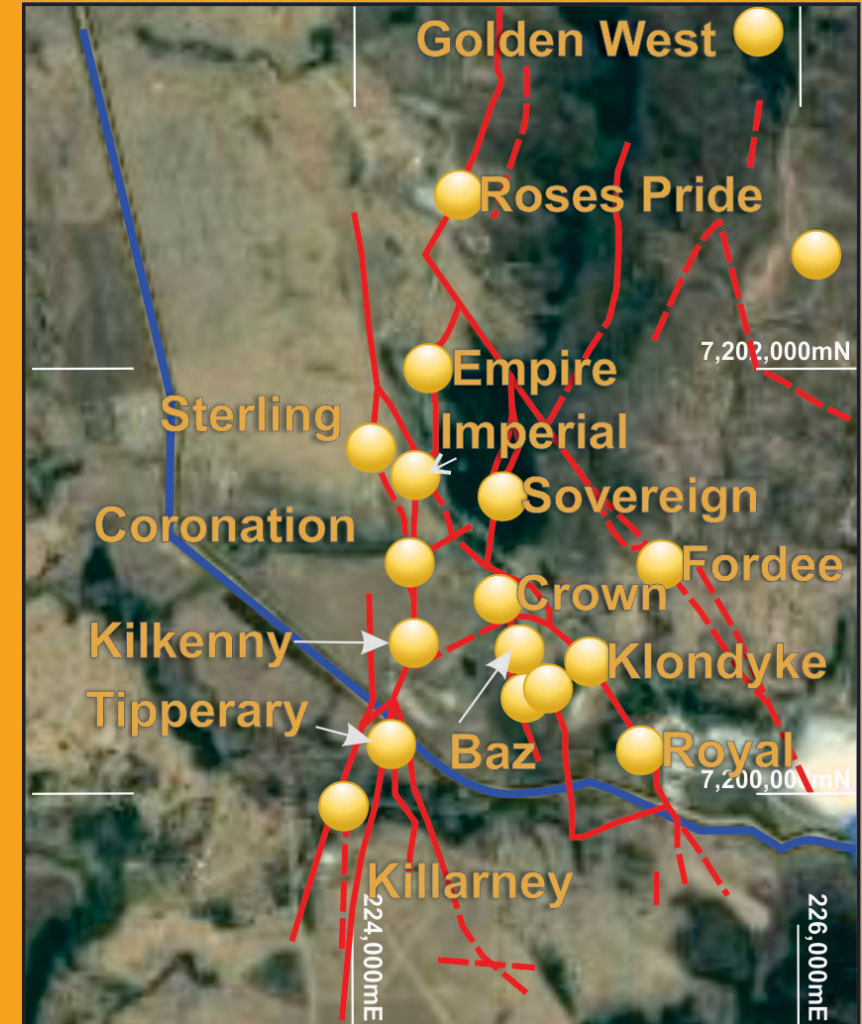 Golden West
Roses Pride
7,202,000mN
Empire
Sterling
Imperial
Sovereign
Coronation
Fordee
Crown
Kilkenny
Klondyke
Tipperary
Baz
Royal
7,200,000mN
Killarney
224,000mE
226,000mE